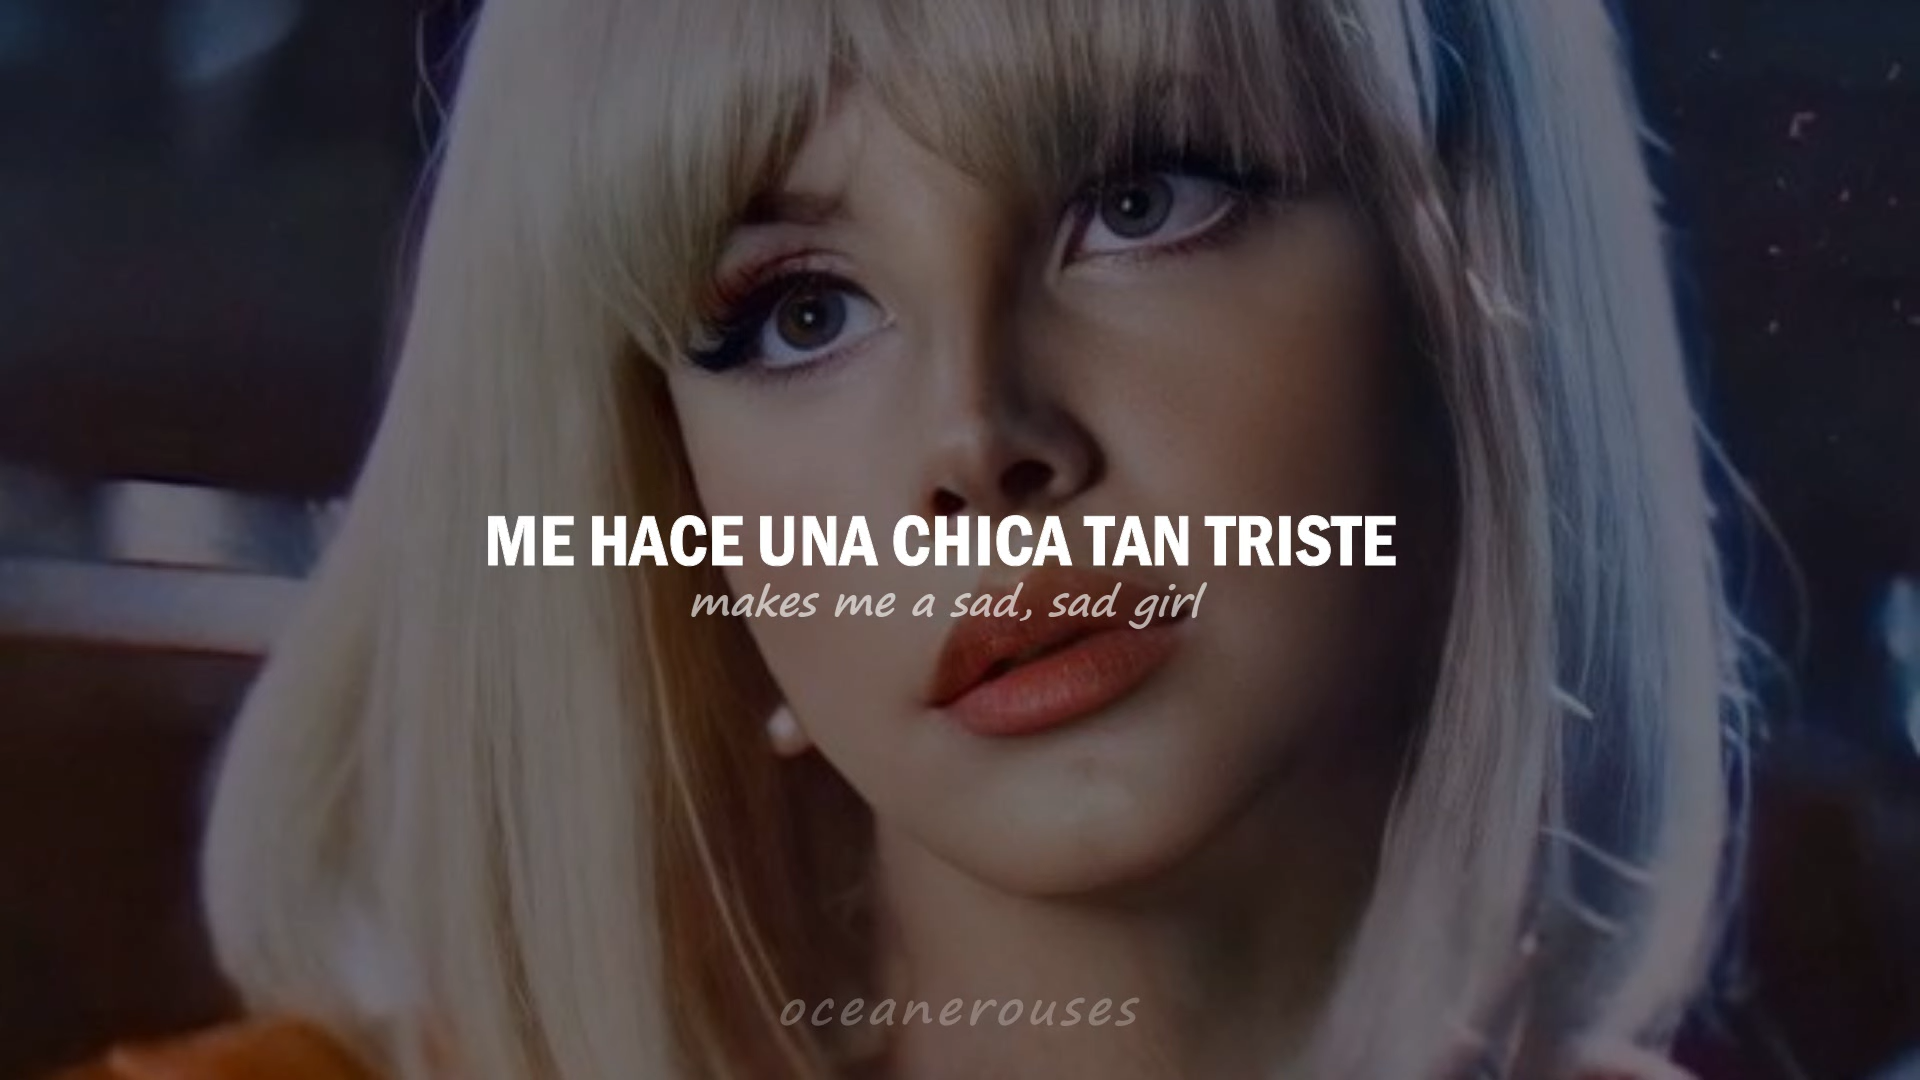 ME HACE UNA CHICA TAN TRISTE
makes me a sad, sad girl
oceanerouses